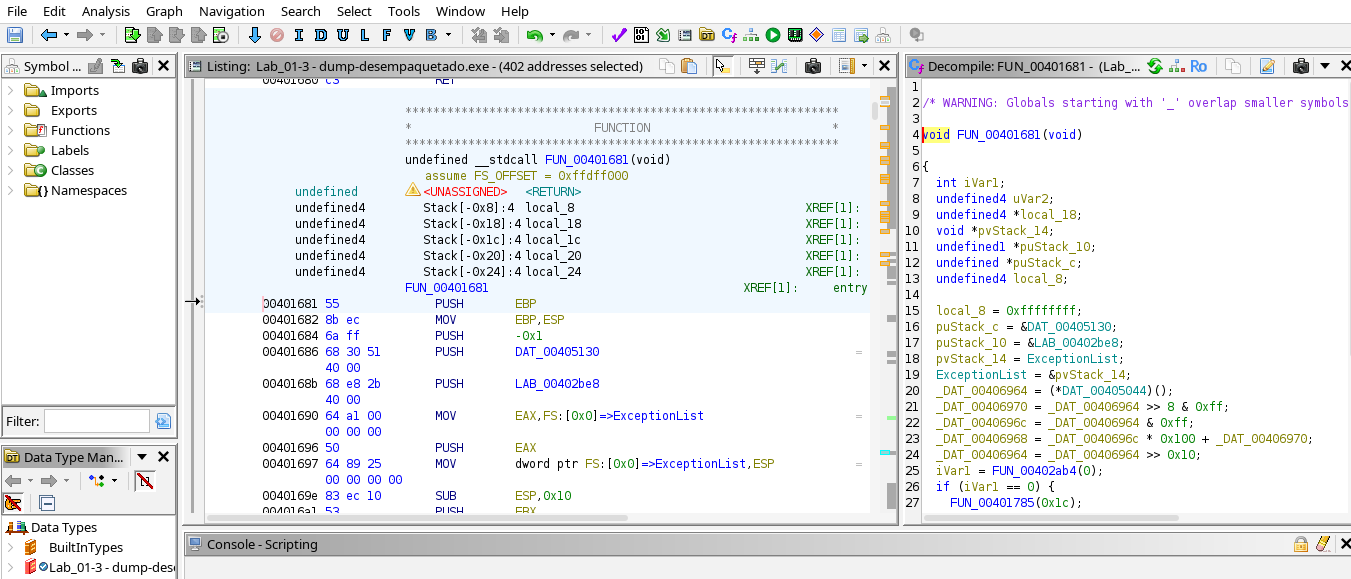 File Edit Analysis Graph Navigation Search Select Tools Window Help
I D U L F V B
Symbol ...
Imports
Exports
Functions
Labels
Classes
Namespaces
Filter:
Data Type Man...
Data Types
BuiltInTypes
Lab_01-3 - dump-des
Listing: Lab_01-3 - dump-desempaquetado.exe - (402 addresses selected)
00401680 c3 RET
**************************************************************
* FUNCTION *
**************************************************************
undefined __stdcall FUN_00401681(void)
assume FS_OFFSET = 0xffdff000
undefined <UNASSIGNED> <RETURN>
undefined4 Stack[-0x8]:4 local_8 XREF[1]:
undefined4 Stack[-0x18]:4 local_18 XREF[1]:
undefined4 Stack[-0x1c]:4 local_1c XREF[1]:
undefined4 Stack[-0x20]:4 local_20 XREF[1]:
undefined4 Stack[-0x24]:4 local_24 XREF[1]:
FUN_00401681 XREF[1]: entry
00401681 55 PUSH EBP
00401682 8b ec MOV EBP,ESP
00401684 6a ff PUSH -0x1
00401686 68 30 51 PUSH DAT_00405130 =
40 00
0040168b 68 e8 2b PUSH LAB_00402be8
40 00
00401690 64 a1 00 MOV EAX,FS:[0x0]=>ExceptionList =
00 00 00
00401696 50 PUSH EAX
00401697 64 89 25 MOV dword ptr FS:[0x0]=>ExceptionList,ESP =
00 00 00 00
0040169e 83 ec 10 SUB ESP,0x10
004016a1 53 PUSH EBX
Decompile: FUN_00401681 - (Lab_... Ro
1
2 /* WARNING: Globals starting with '_' overlap smaller symbols
3
4 void FUN_00401681(void)
5
6 {
7 int iVar1;
8 undefined4 uVar2;
9 undefined4 *local_18;
10 void *pvStack_14;
11 undefined1 *puStack_10;
12 undefined *puStack_c;
13 undefined4 local_8;
14
15 local_8 = 0xffffffff;
16 puStack_c = &DAT_00405130;
17 puStack_10 = &LAB_00402be8;
18 pvStack_14 = ExceptionList;
19 ExceptionList = &pvStack_14;
20 _DAT_00406964 = (*DAT_00405044)();
21 _DAT_00406970 = _DAT_00406964 >> 8 & 0xff;
22 _DAT_0040696c = _DAT_00406964 & 0xff;
23 _DAT_00406968 = _DAT_0040696c * 0x100 + _DAT_00406970;
24 _DAT_00406964 = _DAT_00406964 >> 0x10;
25 iVar1 = FUN_00402ab4(0);
26 if (iVar1 == 0) {
27 FUN_00401785(0x1c);
Console - Scripting